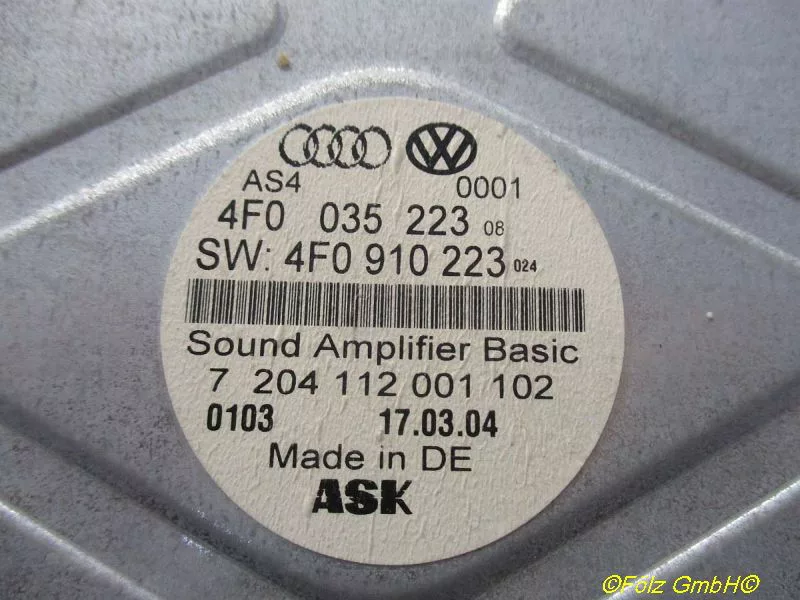 AS4 0001
4F0 035 223 08
SW: 4F0 910 223 024
Sound Amplifier Basic
7 204 112 001 102
0103 17.03.04
Made in DE
ASK
©Folz GmbH©